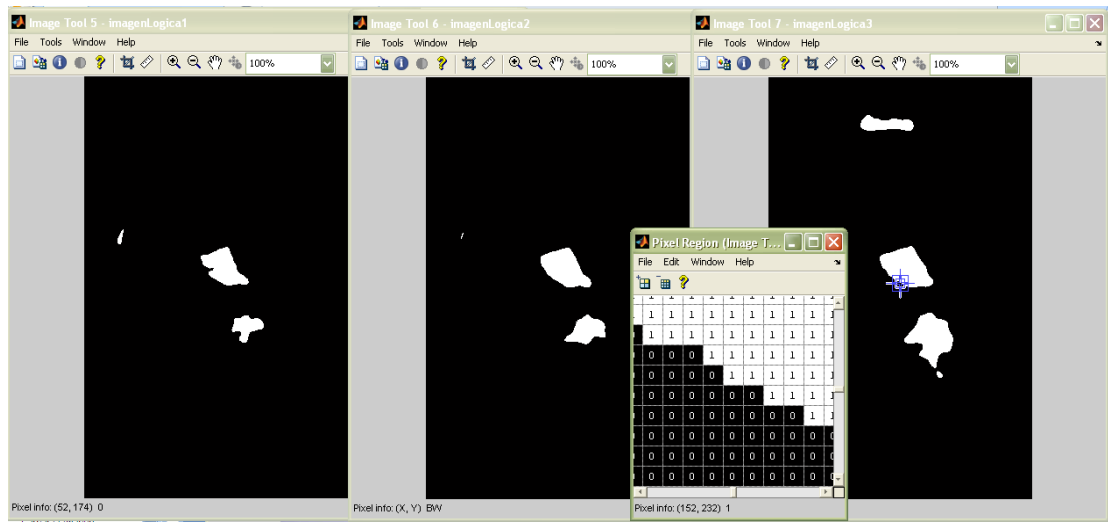 Image Tool 5 - imagenLogica1
File Tools Window Help
100%
Pixel info: (52, 174) 0
Image Tool 6 - imagenLogica2
File Tools Window Help
100%
Pixel info: (X, Y) BW
Image Tool 7 - imagenLogica3
File Tools Window Help
100%
Pixel Region (Image T...
File Edit Window Help
1 1 1 1 1 1 1 1 1
1 1 1 1 1 1 1 1 1
1 1 1 1 1 1 1 1 1
0 0 0 1 1 1 1 1 1
0 0 0 0 1 1 1 1 1
0 0 0 0 0 0 1 1 1
0 0 0 0 0 0 0 0 1 1
0 0 0 0 0 0 0 0 0
0 0 0 0 0 0 0 0 0
0 0 0 0 0 0 0 0 0
Pixel info: (152, 232) 1